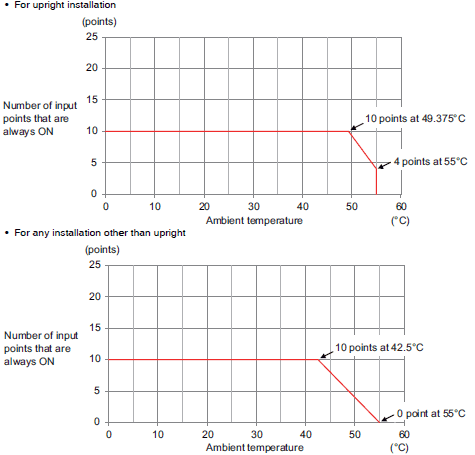 • For upright installation
(points)
25
20
15
10
5
0
Number of input
points that are
always ON
10 points at 49.375°C
4 points at 55°C
0 10 20 30 40 50 60
Ambient temperature (°C)
• For any installation other than upright
(points)
25
20
15
10
5
0
Number of input
points that are
always ON
10 points at 42.5°C
0 point at 55°C
0 10 20 30 40 50 60
Ambient temperature (°C)